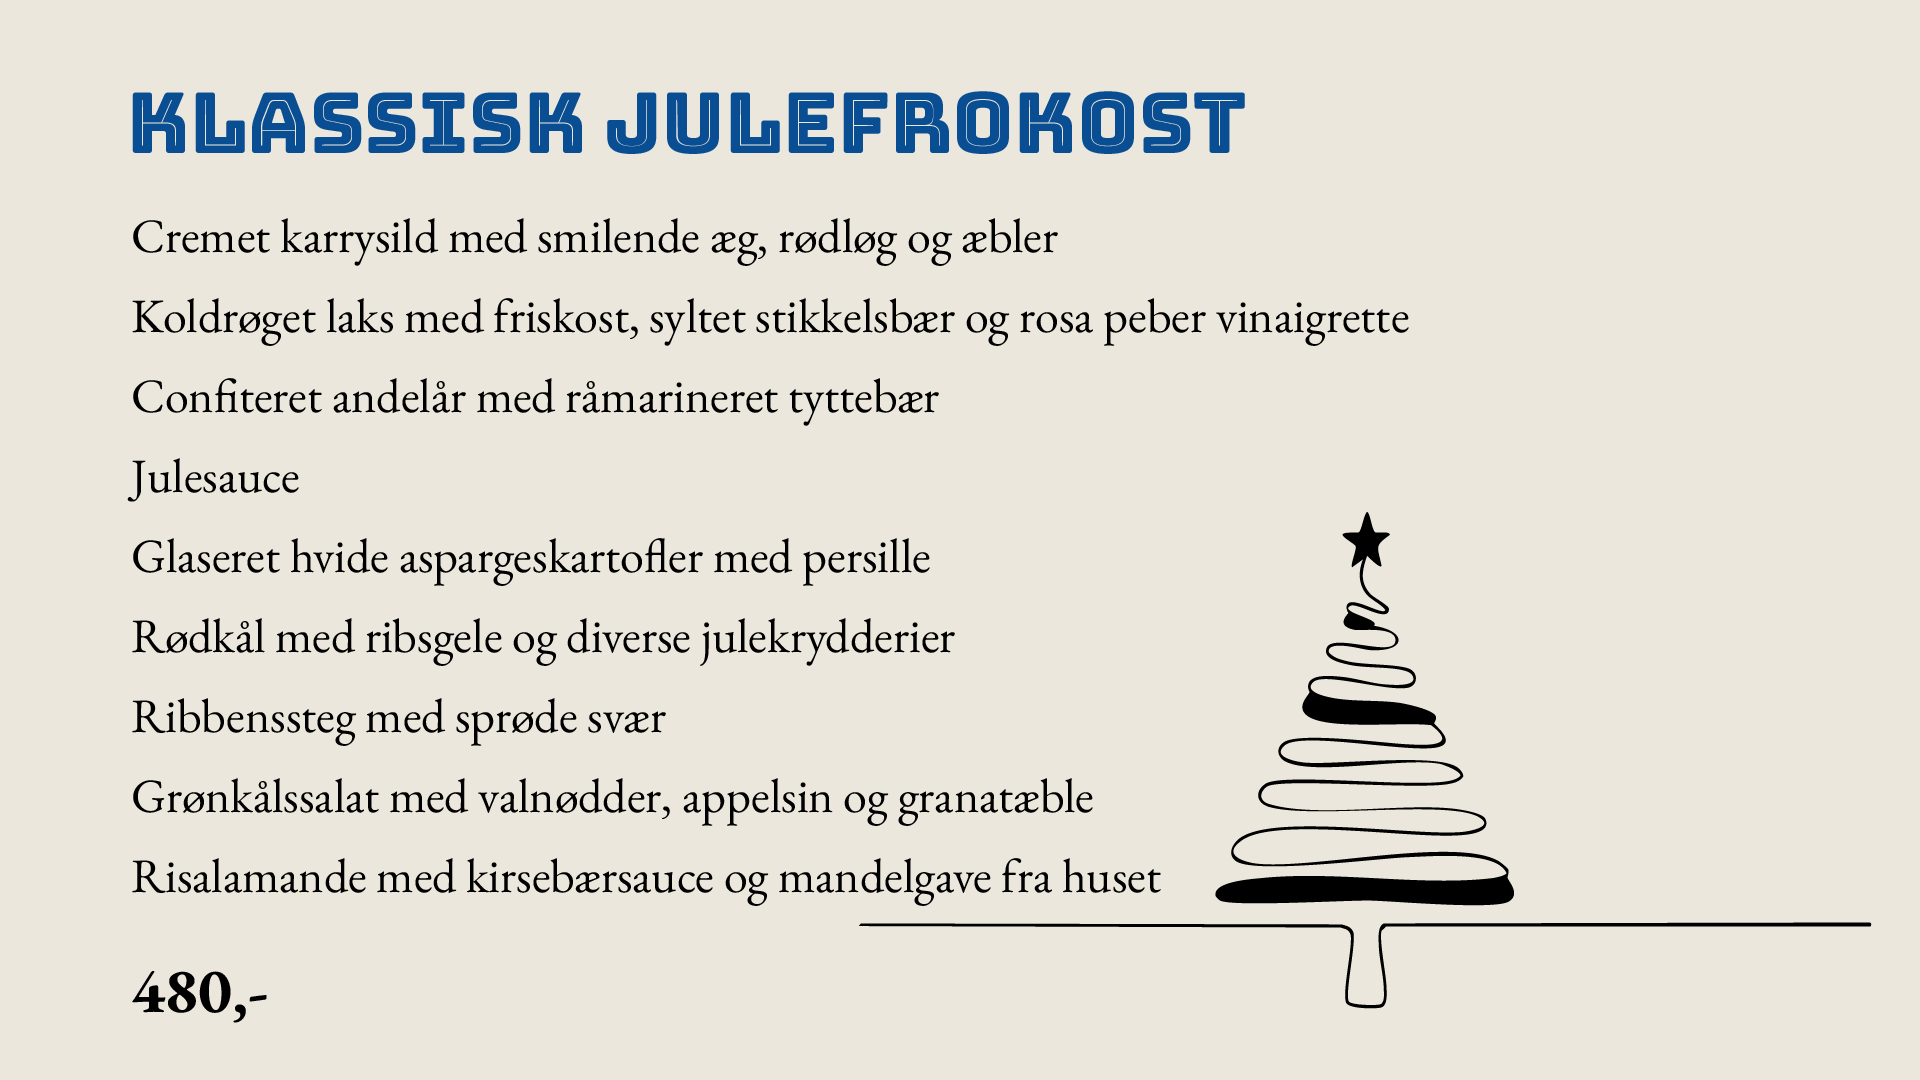 KLASSISK JULEFROKOST
Cremet karrysild med smilende æg, rødløg og æbler
Koldrøget laks med friskost, syltet stikkelsbær og rosa peber vinaigrette
Confiteret andelår med råmarineret tyttebær
Julesauce
Glaseret hvide aspargeskartofler med persille
Rødkål med ribsgele og diverse julekrydderier
Ribbenssteg med sprøde svær
Grønkålssalat med valnødder, appelsin og granatæble
Risalamande med kirsebærsauce og mandelgave fra huset
480,-